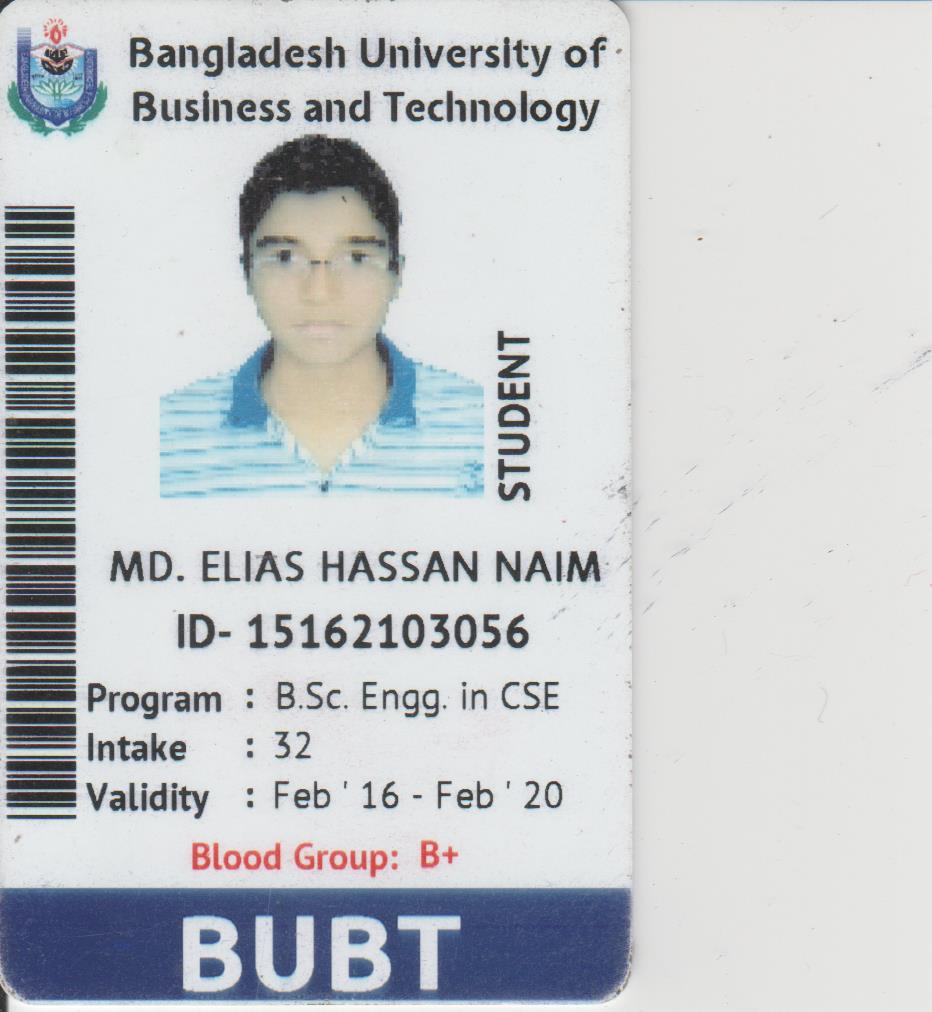 Bangladesh University of
Business and Technology
STUDENT
MD. ELIAS HASSAN NAIM
ID- 15162103056
Program : B.Sc. Engg. in CSE
Intake : 32
Validity : Feb ' 16 - Feb ' 20
Blood Group: B+
BUBT